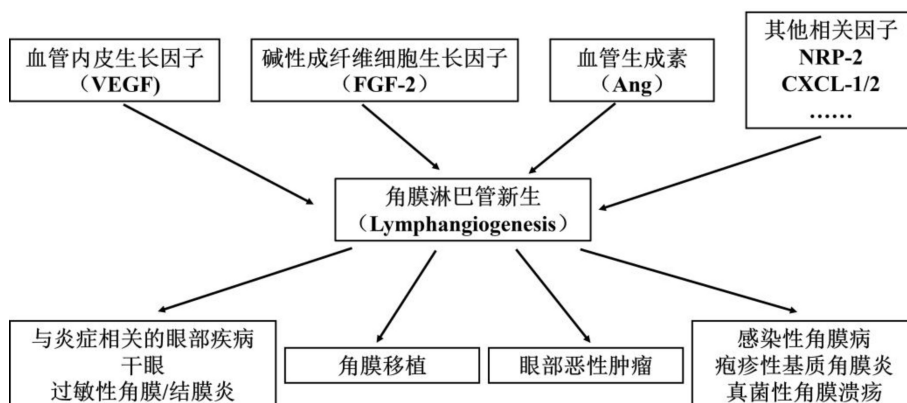 血管内皮生长因子
（VEGF)
碱性成纤维细胞生长因子
（FGF-2）
血管生成素
（Ang）
其他相关因子
NRP-2
CXCL-1/2
……
角膜淋巴管新生
（Lymphangiogenesis）
与炎症相关的眼部疾病
干眼
过敏性角膜/结膜炎
角膜移植
眼部恶性肿瘤
感染性角膜病
疱疹性基质角膜炎
真菌性角膜溃疡